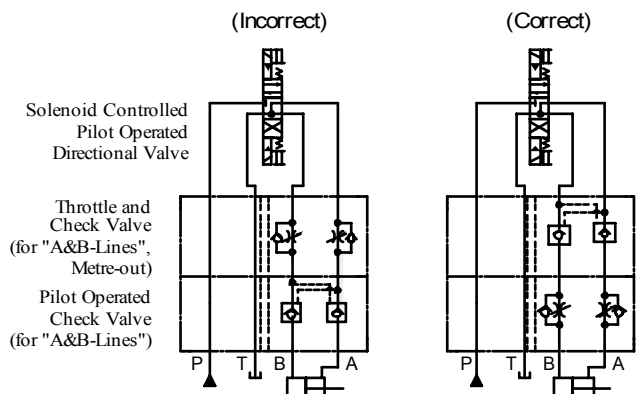 (Incorrect)
(Correct)
Solenoid Controlled
Pilot Operated
Directional Valve
Throttle and
Check Valve
(for "A&B-Lines",
Metre-out)
Pilot Operated
Check Valve
(for "A&B-Lines")
P T B A
P T B A